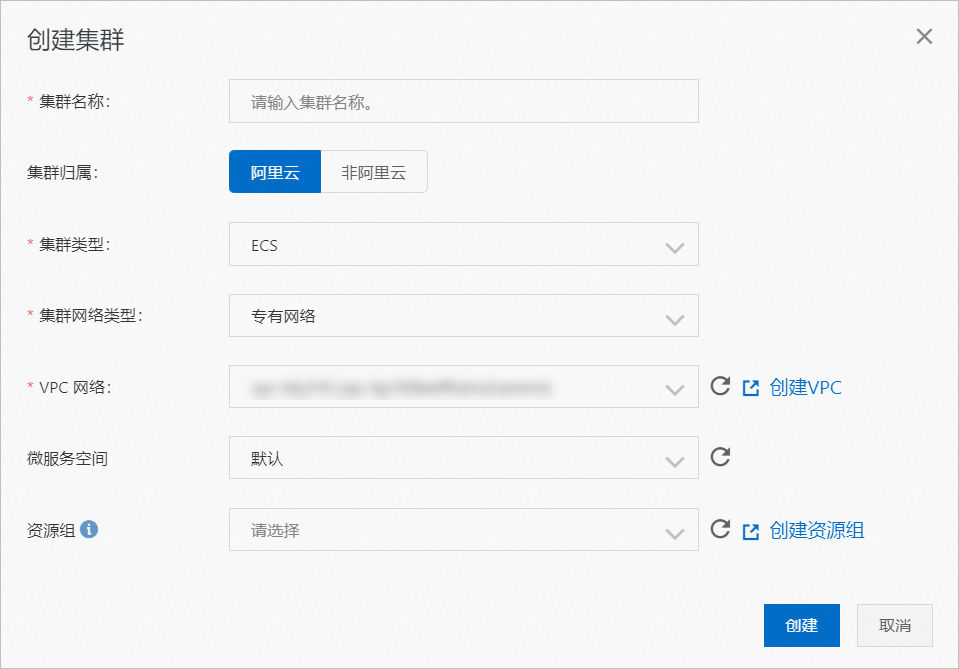 创建集群
* 集群名称:
请输入集群名称。
集群归属:
阿里云 非阿里云
* 集群类型:
ECS
* 集群网络类型:
专有网络
* VPC 网络:
创建VPC
微服务空间
默认
资源组
请选择
创建资源组
创建 取消